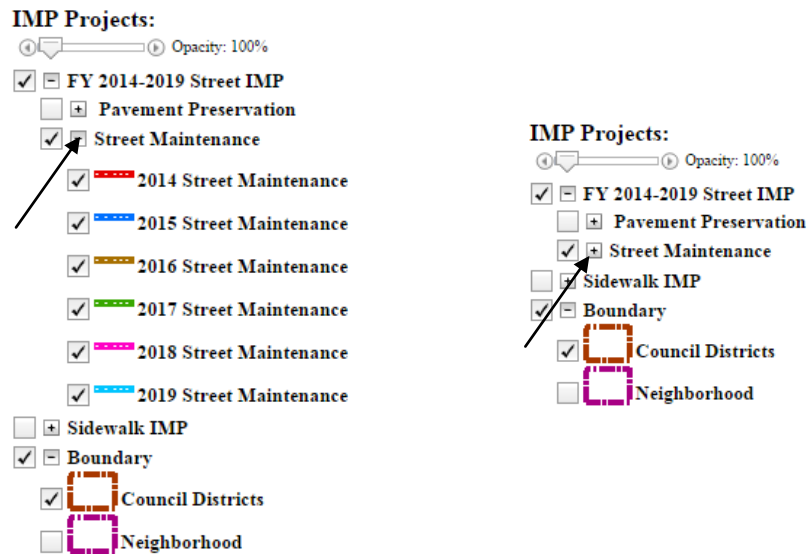 IMP Projects:
Opacity: 100%
FY 2014-2019 Street IMP
Pavement Preservation
Street Maintenance
2014 Street Maintenance
2015 Street Maintenance
2016 Street Maintenance
2017 Street Maintenance
2018 Street Maintenance
2019 Street Maintenance
Sidewalk IMP
Boundary
Council Districts
Neighborhood
IMP Projects:
Opacity: 100%
FY 2014-2019 Street IMP
Pavement Preservation
Street Maintenance
Sidewalk IMP
Boundary
Council Districts
Neighborhood